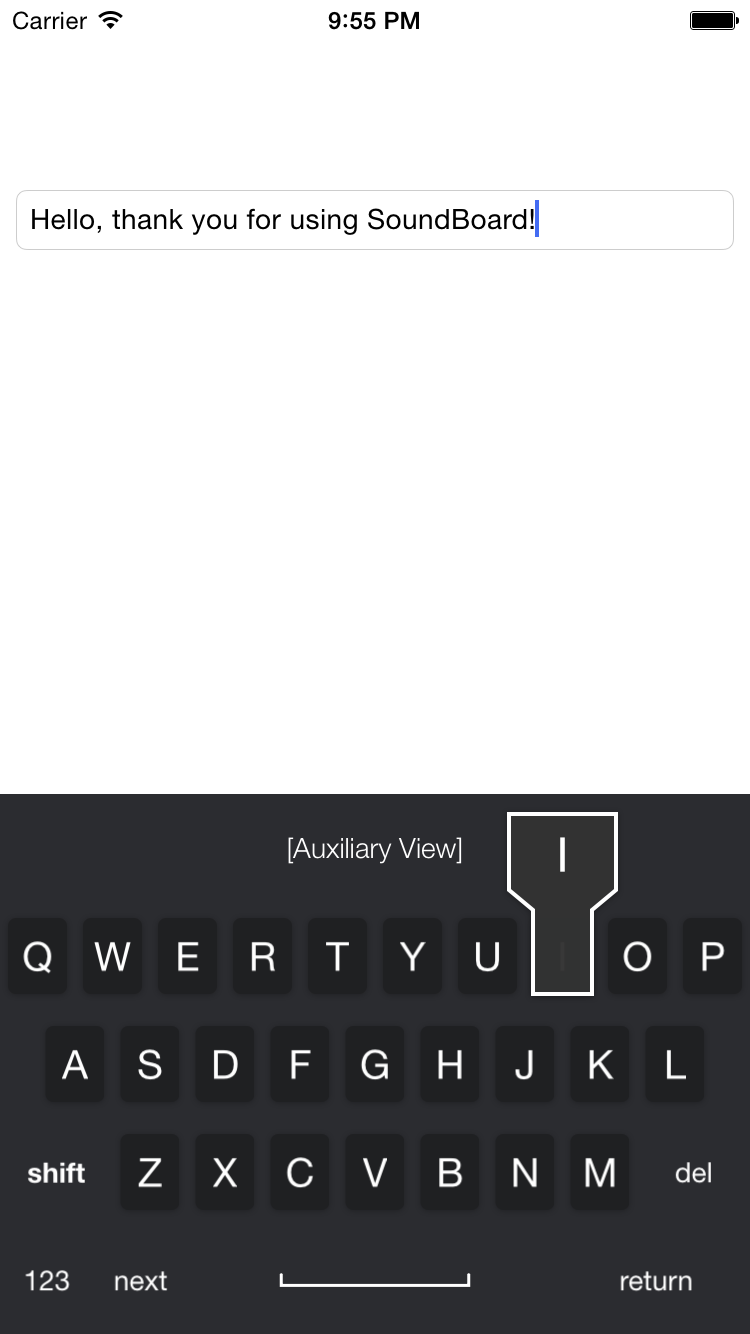 Carrier 9:55 PM
Hello, thank you for using SoundBoard!
[Auxiliary View] I
Q W E R T Y U I O P
A S D F G H J K L
shift Z X C V B N M del
123 next return